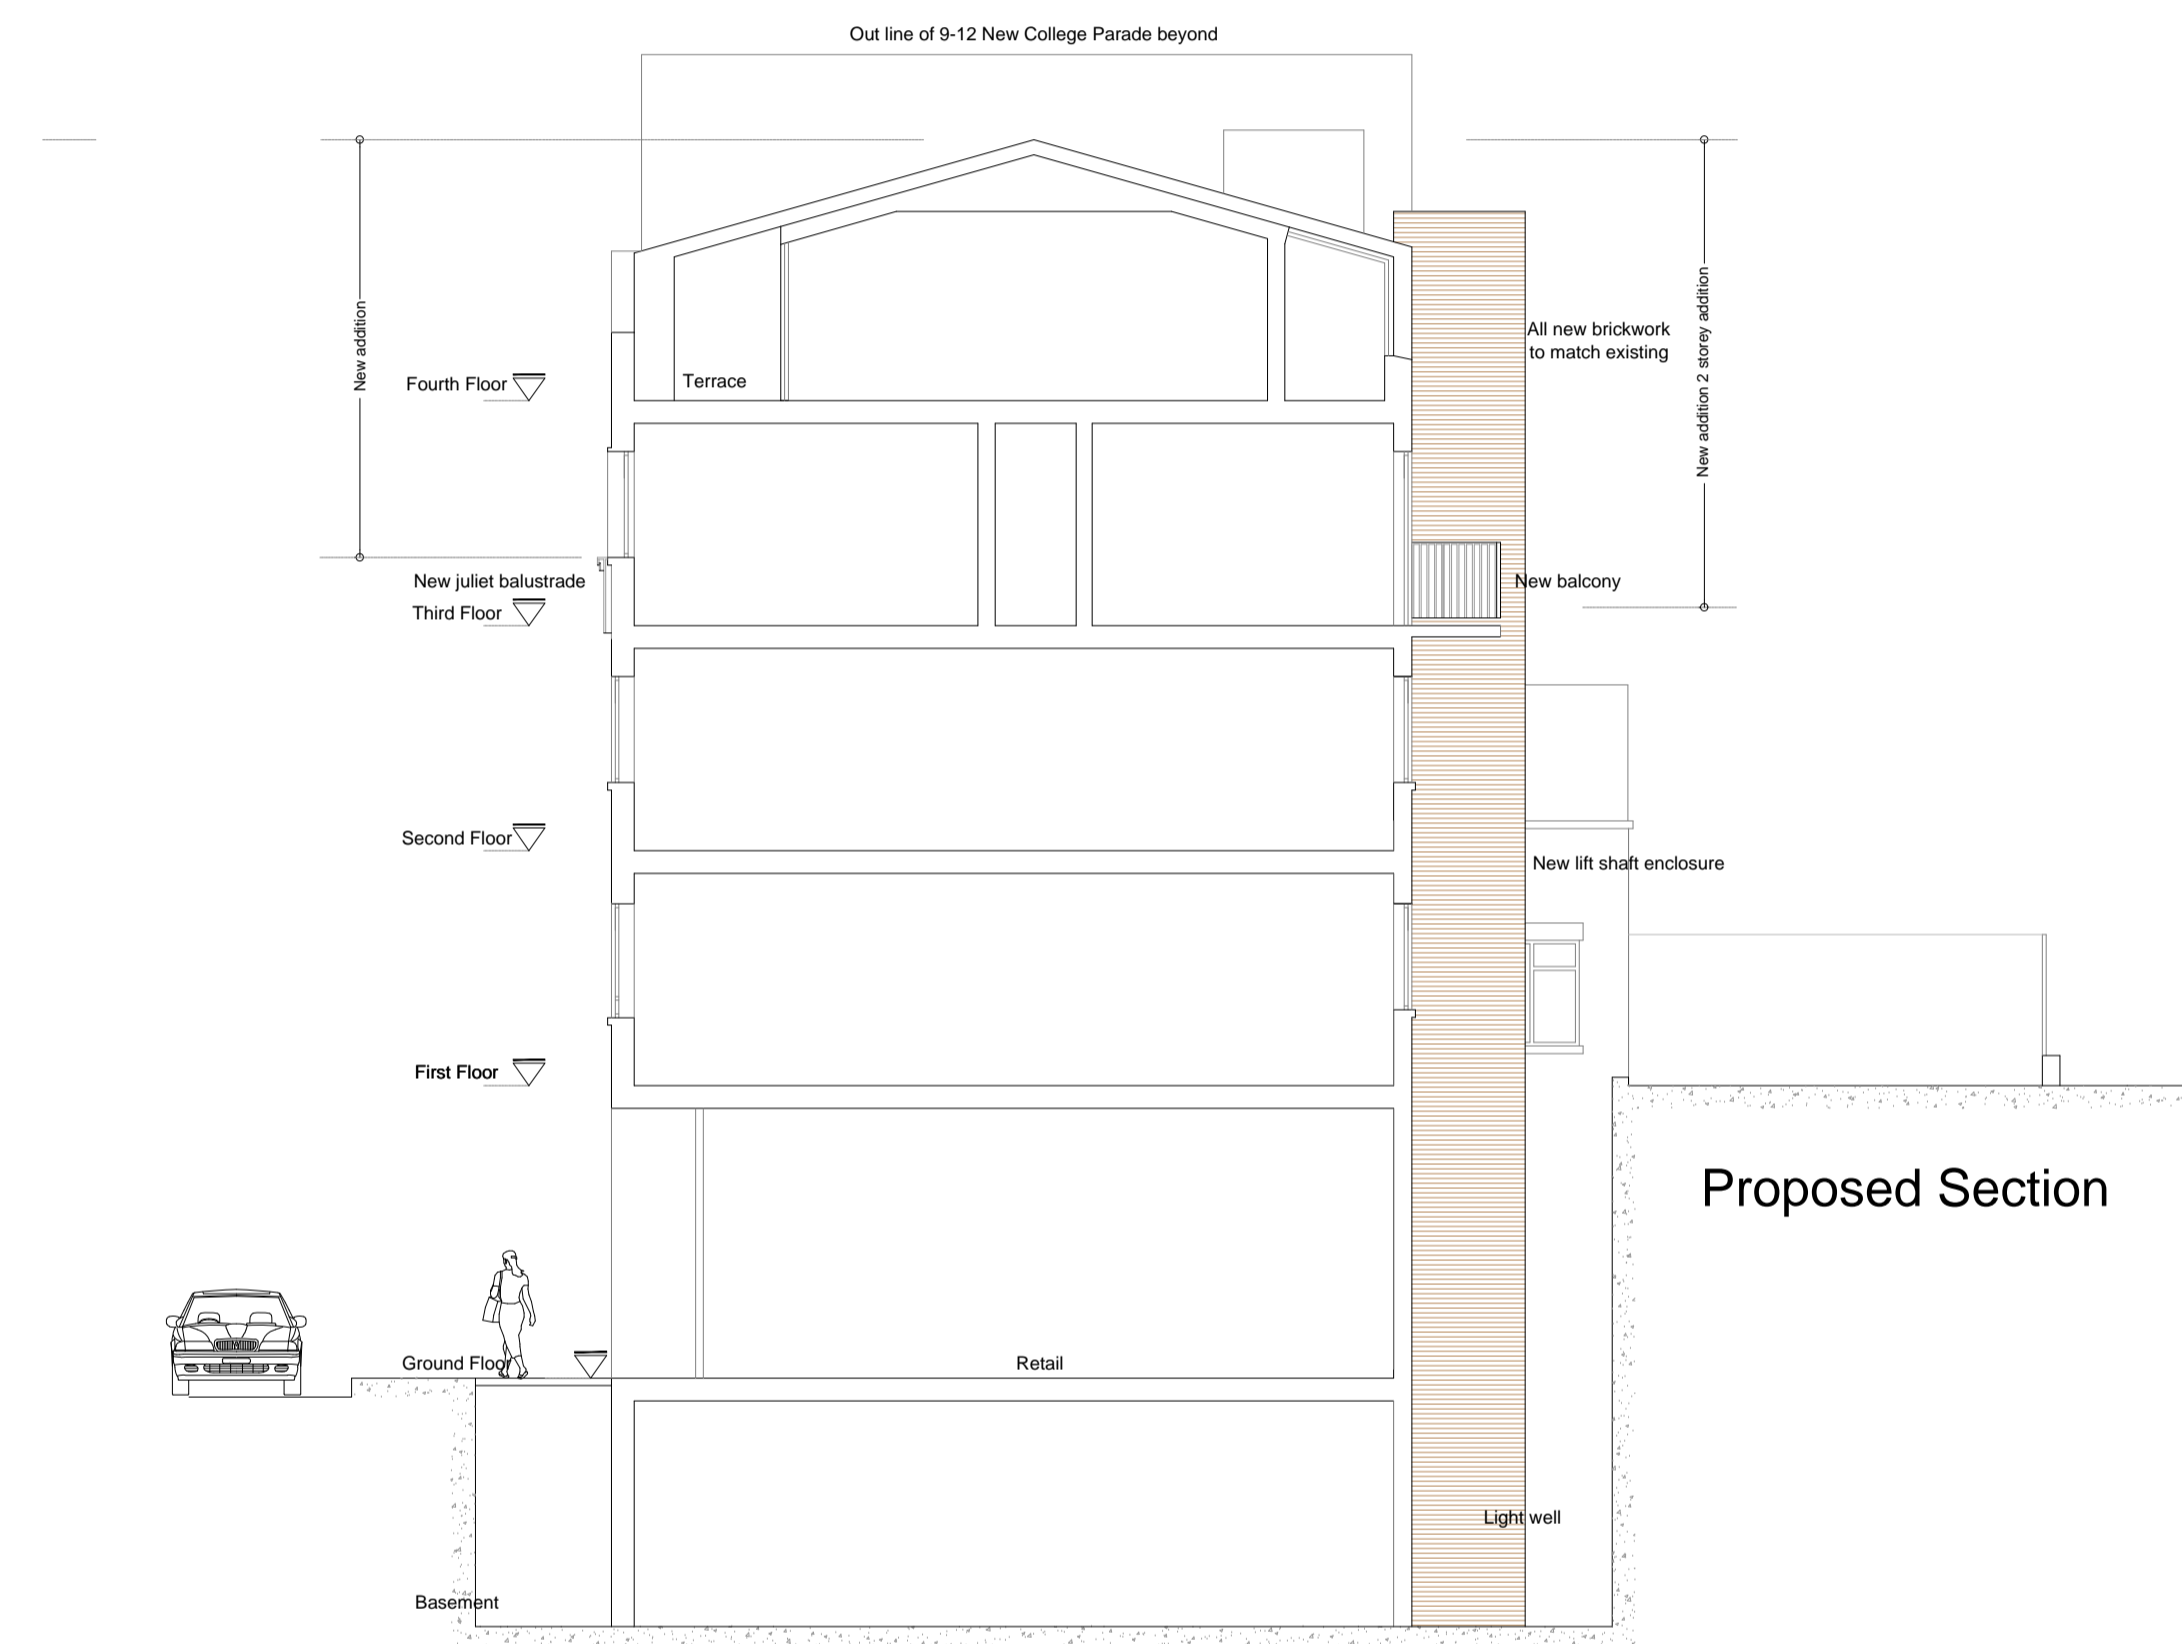 Out line of 9-12 New College Parade beyond
New addition
New addition 2 storey addition
All new brickwork
to match existing
Fourth Floor
Terrace
New juliet balustrade
New balcony
Third Floor
Second Floor
New lift shaft enclosure
First Floor
Proposed Section
Ground Floor
Retail
Light well
Basement